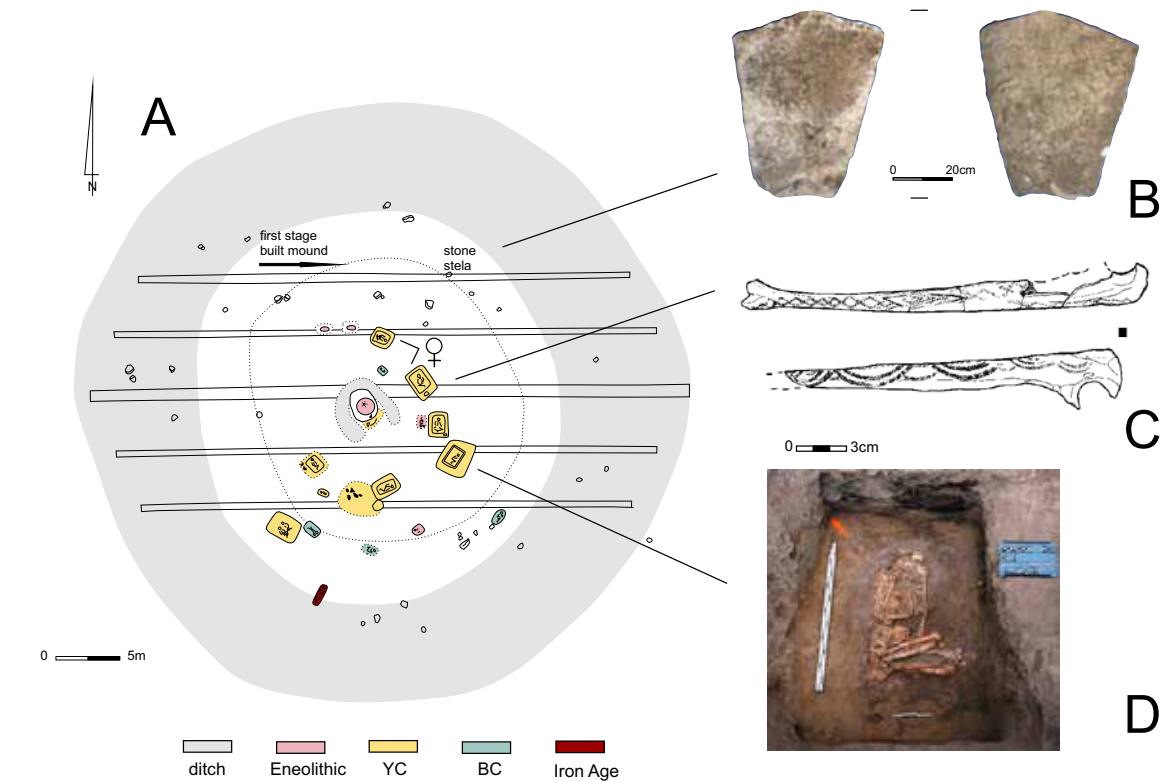 A
N
first stage
built mound
stone
stela
0 5m
ditch
Eneolithic
YC
BC
Iron Age
0 20cm
B
0 3cm
C
D